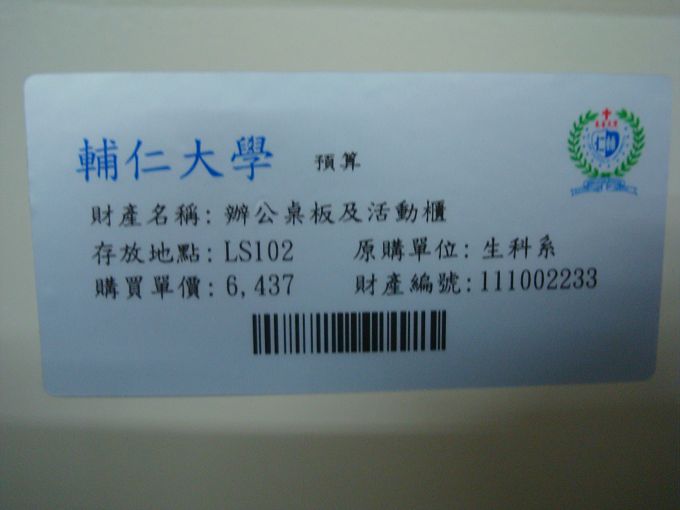 輔仁大學 預算
財產名稱: 辦公桌板及活動櫃
存放地點: LS102 原購單位: 生科系
購買單價: 6,437 財產編號: 111002233